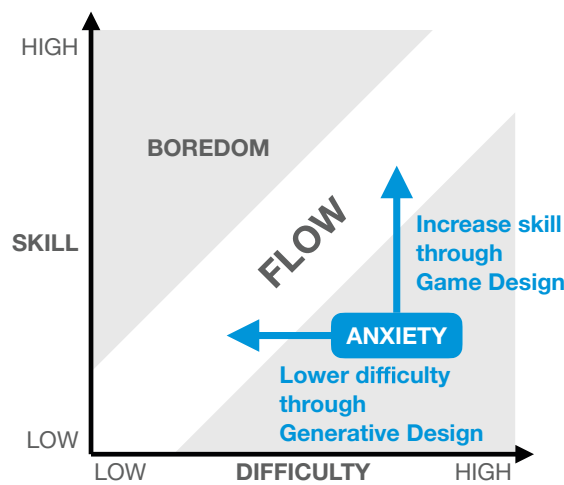 HIGH
BOREDOM
FLOW
SKILL
Increase skill
through
Game Design
ANXIETY
Lower difficulty
through
Generative Design
LOW
LOW
DIFFICULTY
HIGH